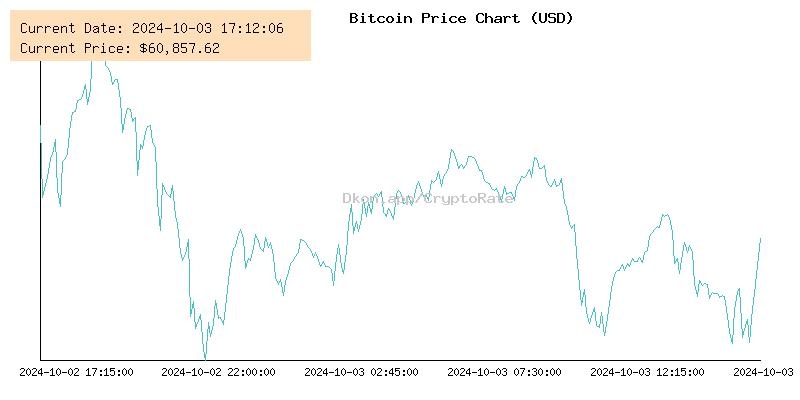 Bitcoin Price Chart (USD)
Current Date: 2024-10-03 17:12:06
Current Price: $60,857.62
Dkon.app/CryptoRate
2024-10-02 17:15:00 2024-10-02 22:00:00 2024-10-03 02:45:00 2024-10-03 07:30:00 2024-10-03 12:15:00 2024-10-03